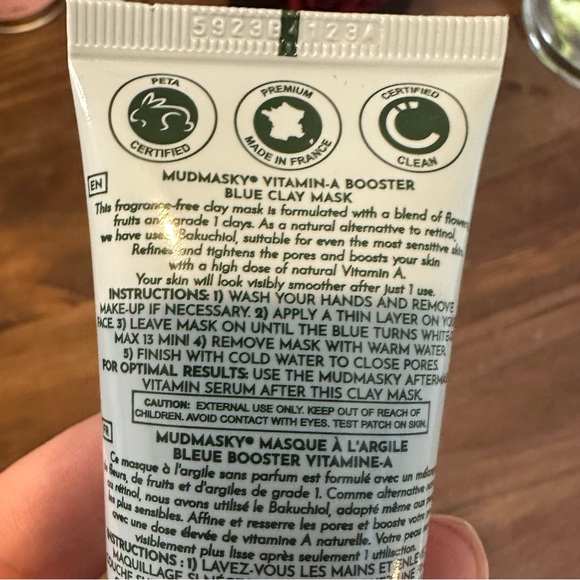 5923B4123A
PETA
CERTIFIED
PREMIUM
MADE IN FRANCE
CERTIFIED
CLEAN
EN
MUDMASKY® VITAMIN-A BOOSTER
BLUE CLAY MASK
This fragrance-free clay mask is formulated with a blend of flowers,
fruits and grade 1 clays. As a natural alternative to retinol,
we have used Bakuchiol, suitable for even the most sensitive skin.
Refines and tightens the pores and boosts your skin
with a high dose of natural Vitamin A.
Your skin will look visibly smoother after just 1 use.
INSTRUCTIONS: 1) WASH YOUR HANDS AND REMOVE
MAKE-UP IF NECESSARY. 2) APPLY A THIN LAYER ON
FACE 3) LEAVE MASK ON UNTIL THE BLUE TURNS
MAX 13 MIN! 4) REMOVE MASK WITH WARM WATER
5) FINISH WITH COLD WATER TO CLOSE PORES
FOR OPTIMAL RESULTS: USE THE MUDMASKY
VITAMIN SERUM AFTER THIS CLAY MASK.
CAUTION: EXTERNAL USE ONLY. KEEP OUT OF REACH OF
CHILDREN. AVOID CONTACT WITH EYES. TEST PATCH ON SKIN.
FR
MUDMASKY® MASQUE À L'ARGILE
BLEUE BOOSTER VITAMINE-A
Ce masque à l'argile sans parfum est formulé avec un
de fleurs, de fruits et d'argiles de grade 1. Comme alternative
au rétinol, nous avons utilisé le Bakuchiol, adapté même aux
les plus sensibles. Affine et resserre les pores et booste votre
avec une dose élevée de vitamine A naturelle. Votre peau
visiblement plus lisse après seulement 1 utilisation.
INSTRUCTIONS : 1) LAVEZ-VOUS LES MAINS ET
MAQUILLAGE SI